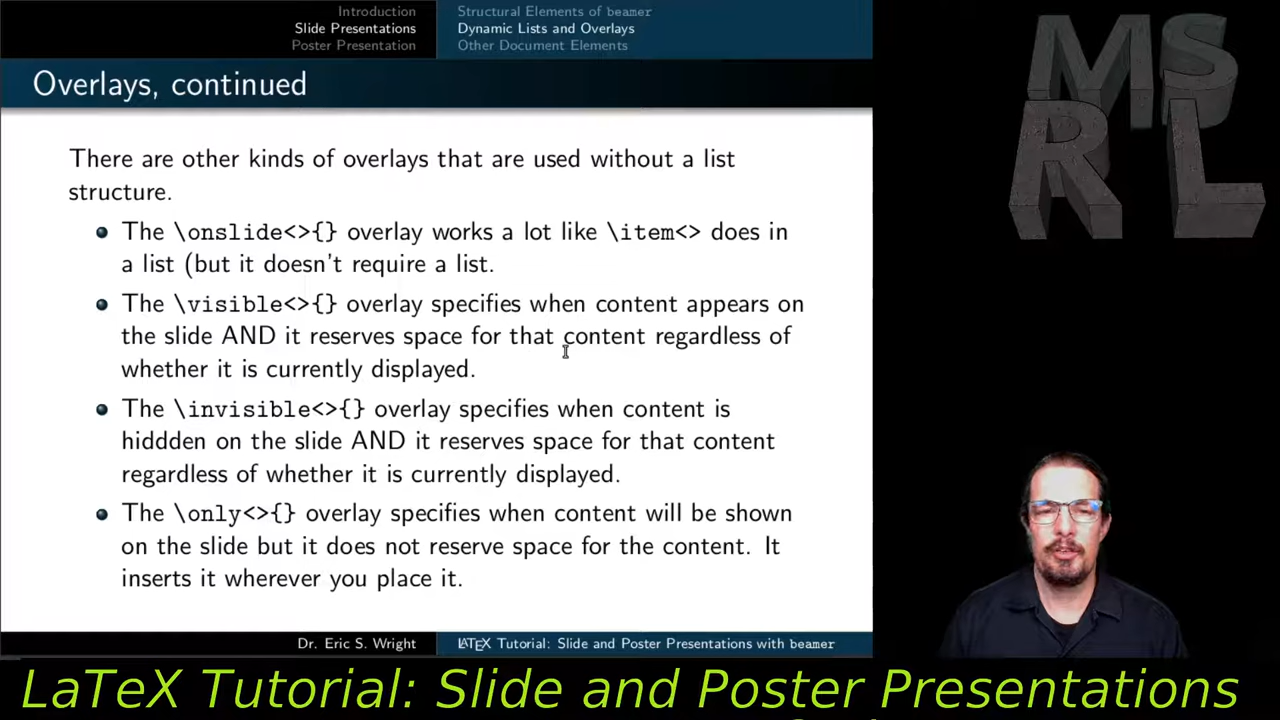 Introduction
Slide Presentations
Poster Presentation
Structural Elements of beamer
Dynamic Lists and Overlays
Other Document Elements
Overlays, continued
There are other kinds of overlays that are used without a list
structure.
The \onslide<>{} overlay works a lot like \item<> does in
a list (but it doesn't require a list.
The \visible<>{} overlay specifies when content appears on
the slide AND it reserves space for that content regardless of
whether it is currently displayed.
The \invisible<>{} overlay specifies when content is
hiddden on the slide AND it reserves space for that content
regardless of whether it is currently displayed.
The \only<>{} overlay specifies when content will be shown
on the slide but it does not reserve space for the content. It
inserts it wherever you place it.
Dr. Eric S. Wright
LATEX Tutorial: Slide and Poster Presentations with beamer
MS
RL
LaTeX Tutorial: Slide and Poster Presentations